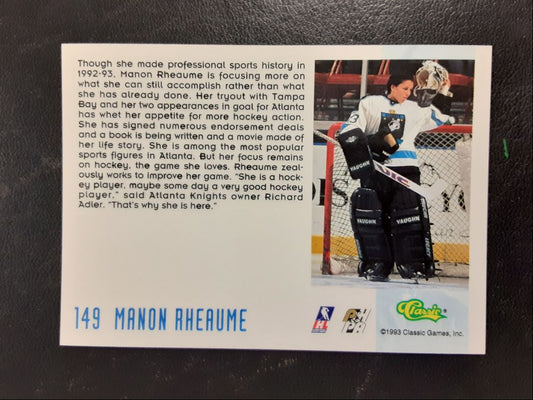 Though she made professional sports history in
1992-93, Manon Rheaume is focusing more on
what she can still accomplish rather than what
she has already done. Her tryout with Tampa
Bay and her two appearances in goal for Atlanta
has whet her appetite for more hockey action.
She has signed numerous endorsement deals
and a book is being written and a movie made of
her life story. She is among the most popular
sports figures in Atlanta. But her focus remains
on hockey, the game she loves. Rheaume zeal-
ously works to improve her game. "She is a hock-
ey player, maybe some day a very good hockey
player," said Atlanta Knights owner Richard
Adler. "That's why she is here."
VAUGHN
VAUGHN
149 MANON RHEAUME
Classic
©1993 Classic Games, Inc.